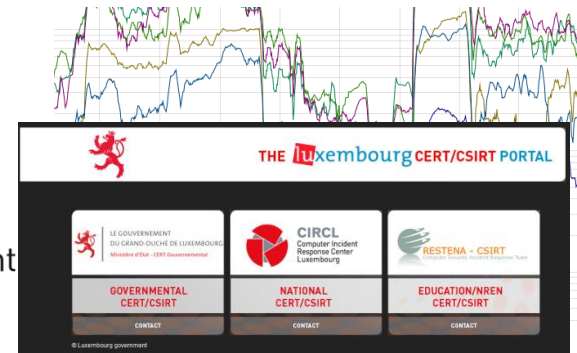 THE luxembourg CERT/CSIRT PORTAL
LE GOUVERNEMENT
DU GRAND-DUCHÉ DE LUXEMBOURG
Ministère d'État - CERT Gouvernemental
CIRCL
Computer Incident
Response Center
Luxembourg
RESTENA - CSIRT
Computer Security Incident Response Team
nt
GOVERNMENTAL
CERT/CSIRT
NATIONAL
CERT/CSIRT
EDUCATION/NREN
CERT/CSIRT
CONTACT
CONTACT
CONTACT
© Luxembourg government